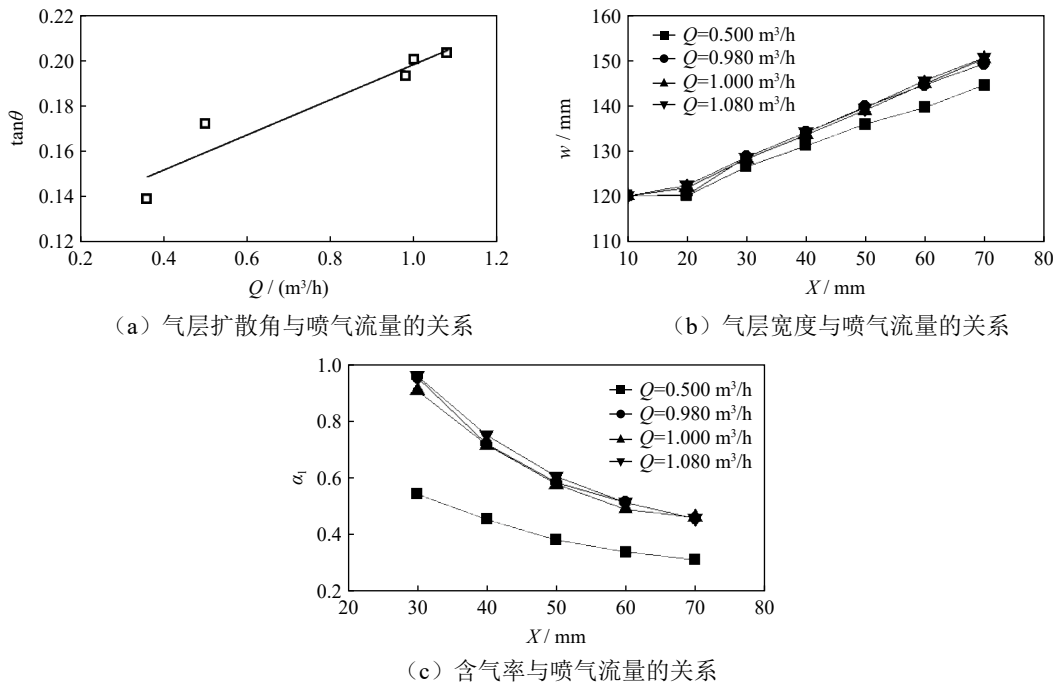 0.22
0.20
0.18
0.16
0.14
0.12
tanθ
0.2 0.4 0.6 0.8 1.0 1.2
Q / (m³/h)
(a) 气层扩散角与喷气流量的关系
160
150
140
130
120
110
w / mm
Q=0.500 m³/h
Q=0.980 m³/h
Q=1.000 m³/h
Q=1.080 m³/h
10 20 30 40 50 60 70 80
X / mm
(b) 气层宽度与喷气流量的关系
1.0
0.8
0.6
0.4
0.2
α₁
Q=0.500 m³/h
Q=0.980 m³/h
Q=1.000 m³/h
Q=1.080 m³/h
20 30 40 50 60 70 80
X / mm
(c) 含气率与喷气流量的关系